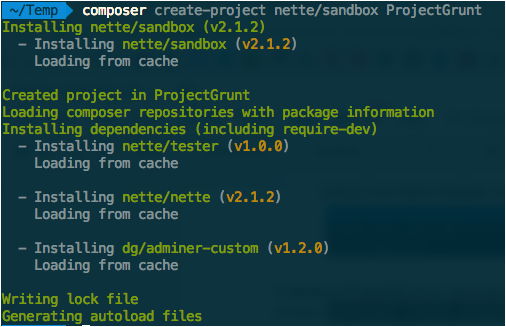 ~/Temp composer create-project nette/sandbox ProjectGrunt
Installing nette/sandbox (v2.1.2)
- Installing nette/sandbox (v2.1.2)
Loading from cache
Created project in ProjectGrunt
Loading composer repositories with package information
Installing dependencies (including require-dev)
- Installing nette/tester (v1.0.0)
Loading from cache
- Installing nette/nette (v2.1.2)
Loading from cache
- Installing dg/adminer-custom (v1.2.0)
Loading from cache
Writing lock file
Generating autoload files